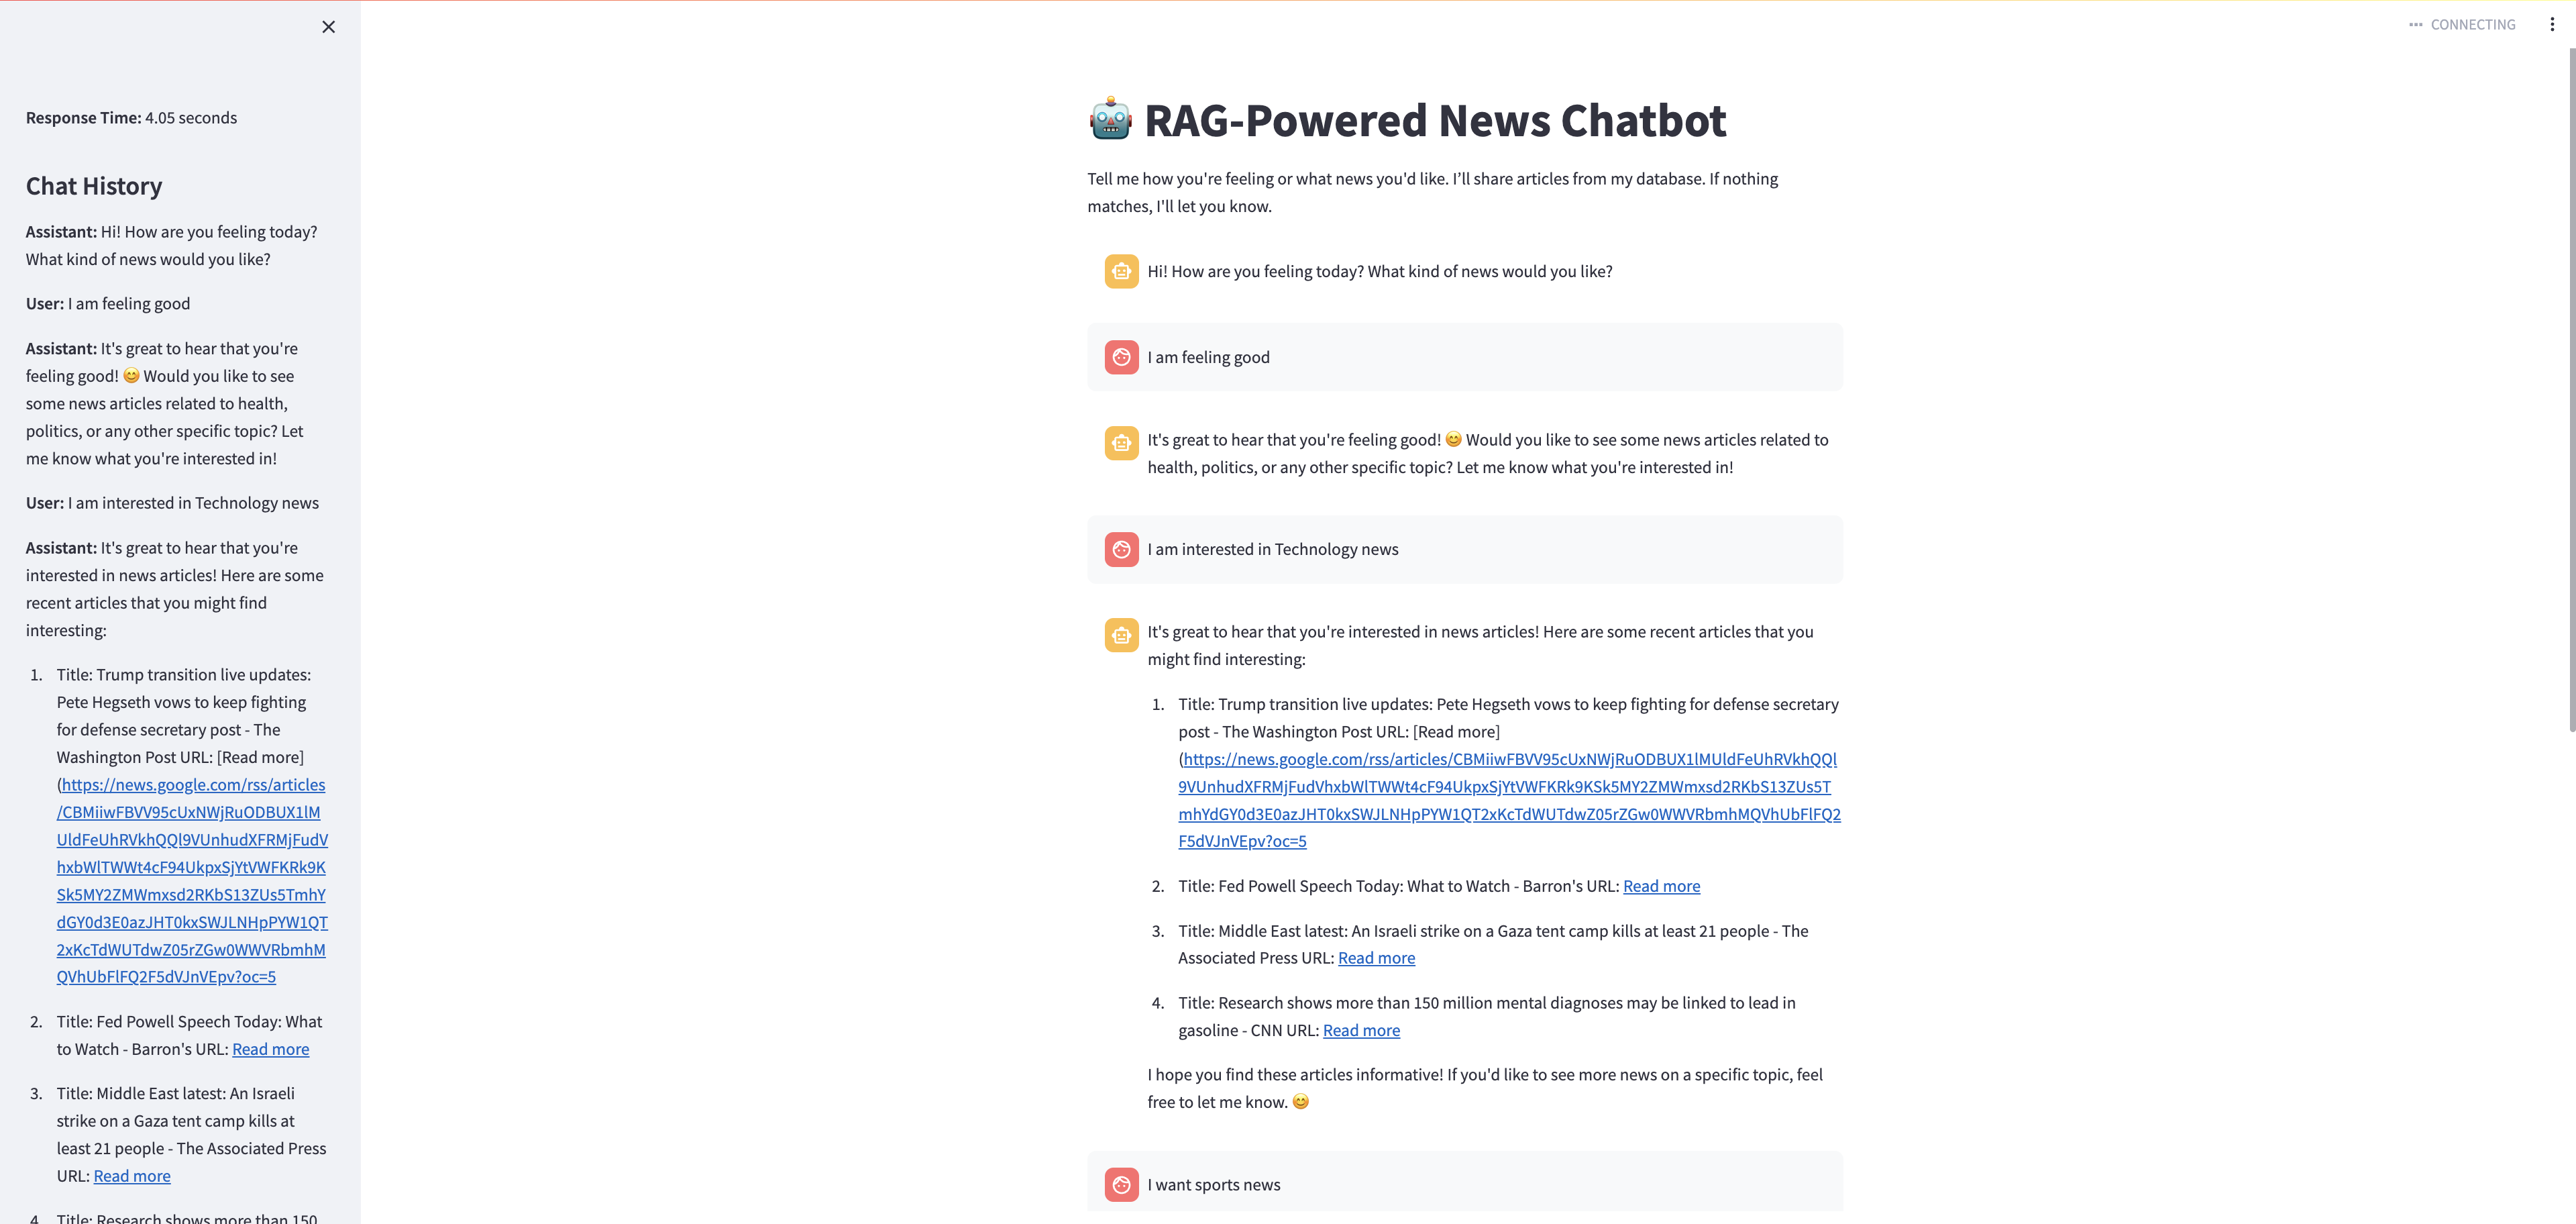 CONNECTING
Response Time: 4.05 seconds
Chat History
Assistant: Hi! How are you feeling today?
What kind of news would you like?
User: I am feeling good
Assistant: It's great to hear that you're
feeling good! 😊 Would you like to see
some news articles related to health,
politics, or any other specific topic? Let
me know what you're interested in!
User: I am interested in Technology news
Assistant: It's great to hear that you're
interested in news articles! Here are some
recent articles that you might find
interesting:
1. Title: Trump transition live updates:
Pete Hegseth vows to keep fighting
for defense secretary post - The
Washington Post URL: [Read more]
(https://news.google.com/rss/articles
/CBMiiwFBVV95cUxNWjRuODBUX1lM
UldFeUhRVkhQQl9VUnhudXFRMjFudV
hxbWlTWWt4cF94UkpxSjYtVWFKRk9K
Sk5MY2ZMWmxsd2RKbS13ZUs5TmhY
dGY0d3E0azJHT0kxSWJLNHpPYW1QT
2xKcTdWUTdwZ05rZGw0WWVRbmhM
QVhUbFlFQ2F5dVJnVEpv?oc=5
2. Title: Fed Powell Speech Today: What
to Watch - Barron's URL: Read more
3. Title: Middle East latest: An Israeli
strike on a Gaza tent camp kills at
least 21 people - The Associated Press
URL: Read more
4. Title: Research shows more than 150
🤖 RAG-Powered News Chatbot
Tell me how you're feeling or what news you'd like. I’ll share articles from my database. If nothing
matches, I'll let you know.
Hi! How are you feeling today? What kind of news would you like?
I am feeling good
It's great to hear that you're feeling good! 😊 Would you like to see some news articles related to
health, politics, or any other specific topic? Let me know what you're interested in!
I am interested in Technology news
It's great to hear that you're interested in news articles! Here are some recent articles that you
might find interesting:
1. Title: Trump transition live updates: Pete Hegseth vows to keep fighting for defense secretary
post - The Washington Post URL: [Read more]
(https://news.google.com/rss/articles/CBMiiwFBVV95cUxNWjRuODBUX1lMUldFeUhRVkhQQl
9VUnhudXFRMjFudVhxbWlTWWt4cF94UkpxSjYtVWFKRk9KSk5MY2ZMWmxsd2RKbS13ZUs5T
mhYdGY0d3E0azJHT0kxSWJLNHpPYW1QT2xKcTdWUTdwZ05rZGw0WWVRbmhMQVhUbFlFQ2
F5dVJnVEpv?oc=5
2. Title: Fed Powell Speech Today: What to Watch - Barron's URL: Read more
3. Title: Middle East latest: An Israeli strike on a Gaza tent camp kills at least 21 people - The
Associated Press URL: Read more
4. Title: Research shows more than 150 million mental diagnoses may be linked to lead in
gasoline - CNN URL: Read more
I hope you find these articles informative! If you'd like to see more news on a specific topic, feel
free to let me know. 😊
I want sports news